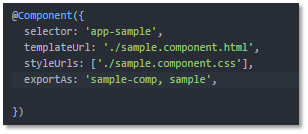 @Component({
selector: 'app-sample',
templateUrl: './sample.component.html',
styleUrls: ['./sample.component.css'],
exportAs: 'sample-comp, sample',
})